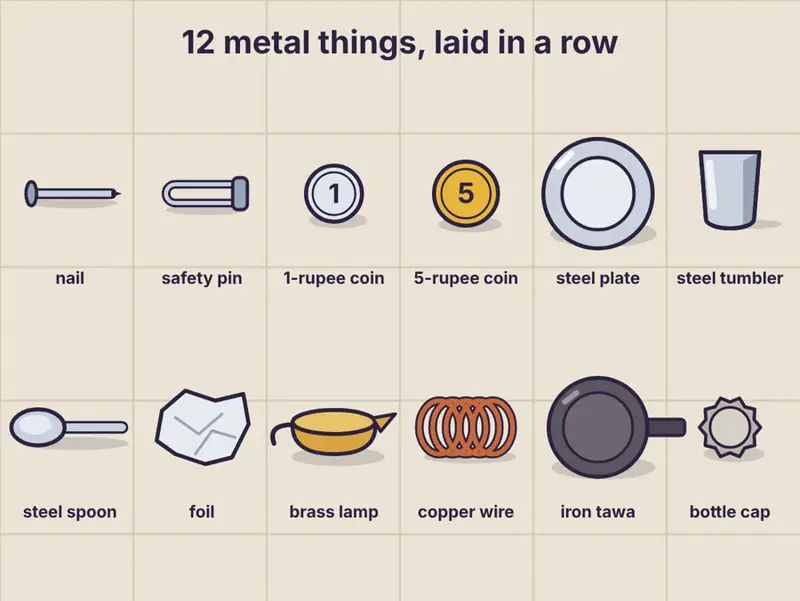 12 metal things, laid in a row
1
5
nail
safety pin
1-rupee coin
5-rupee coin
steel plate
steel tumbler
steel spoon
foil
brass lamp
copper wire
iron tawa
bottle cap